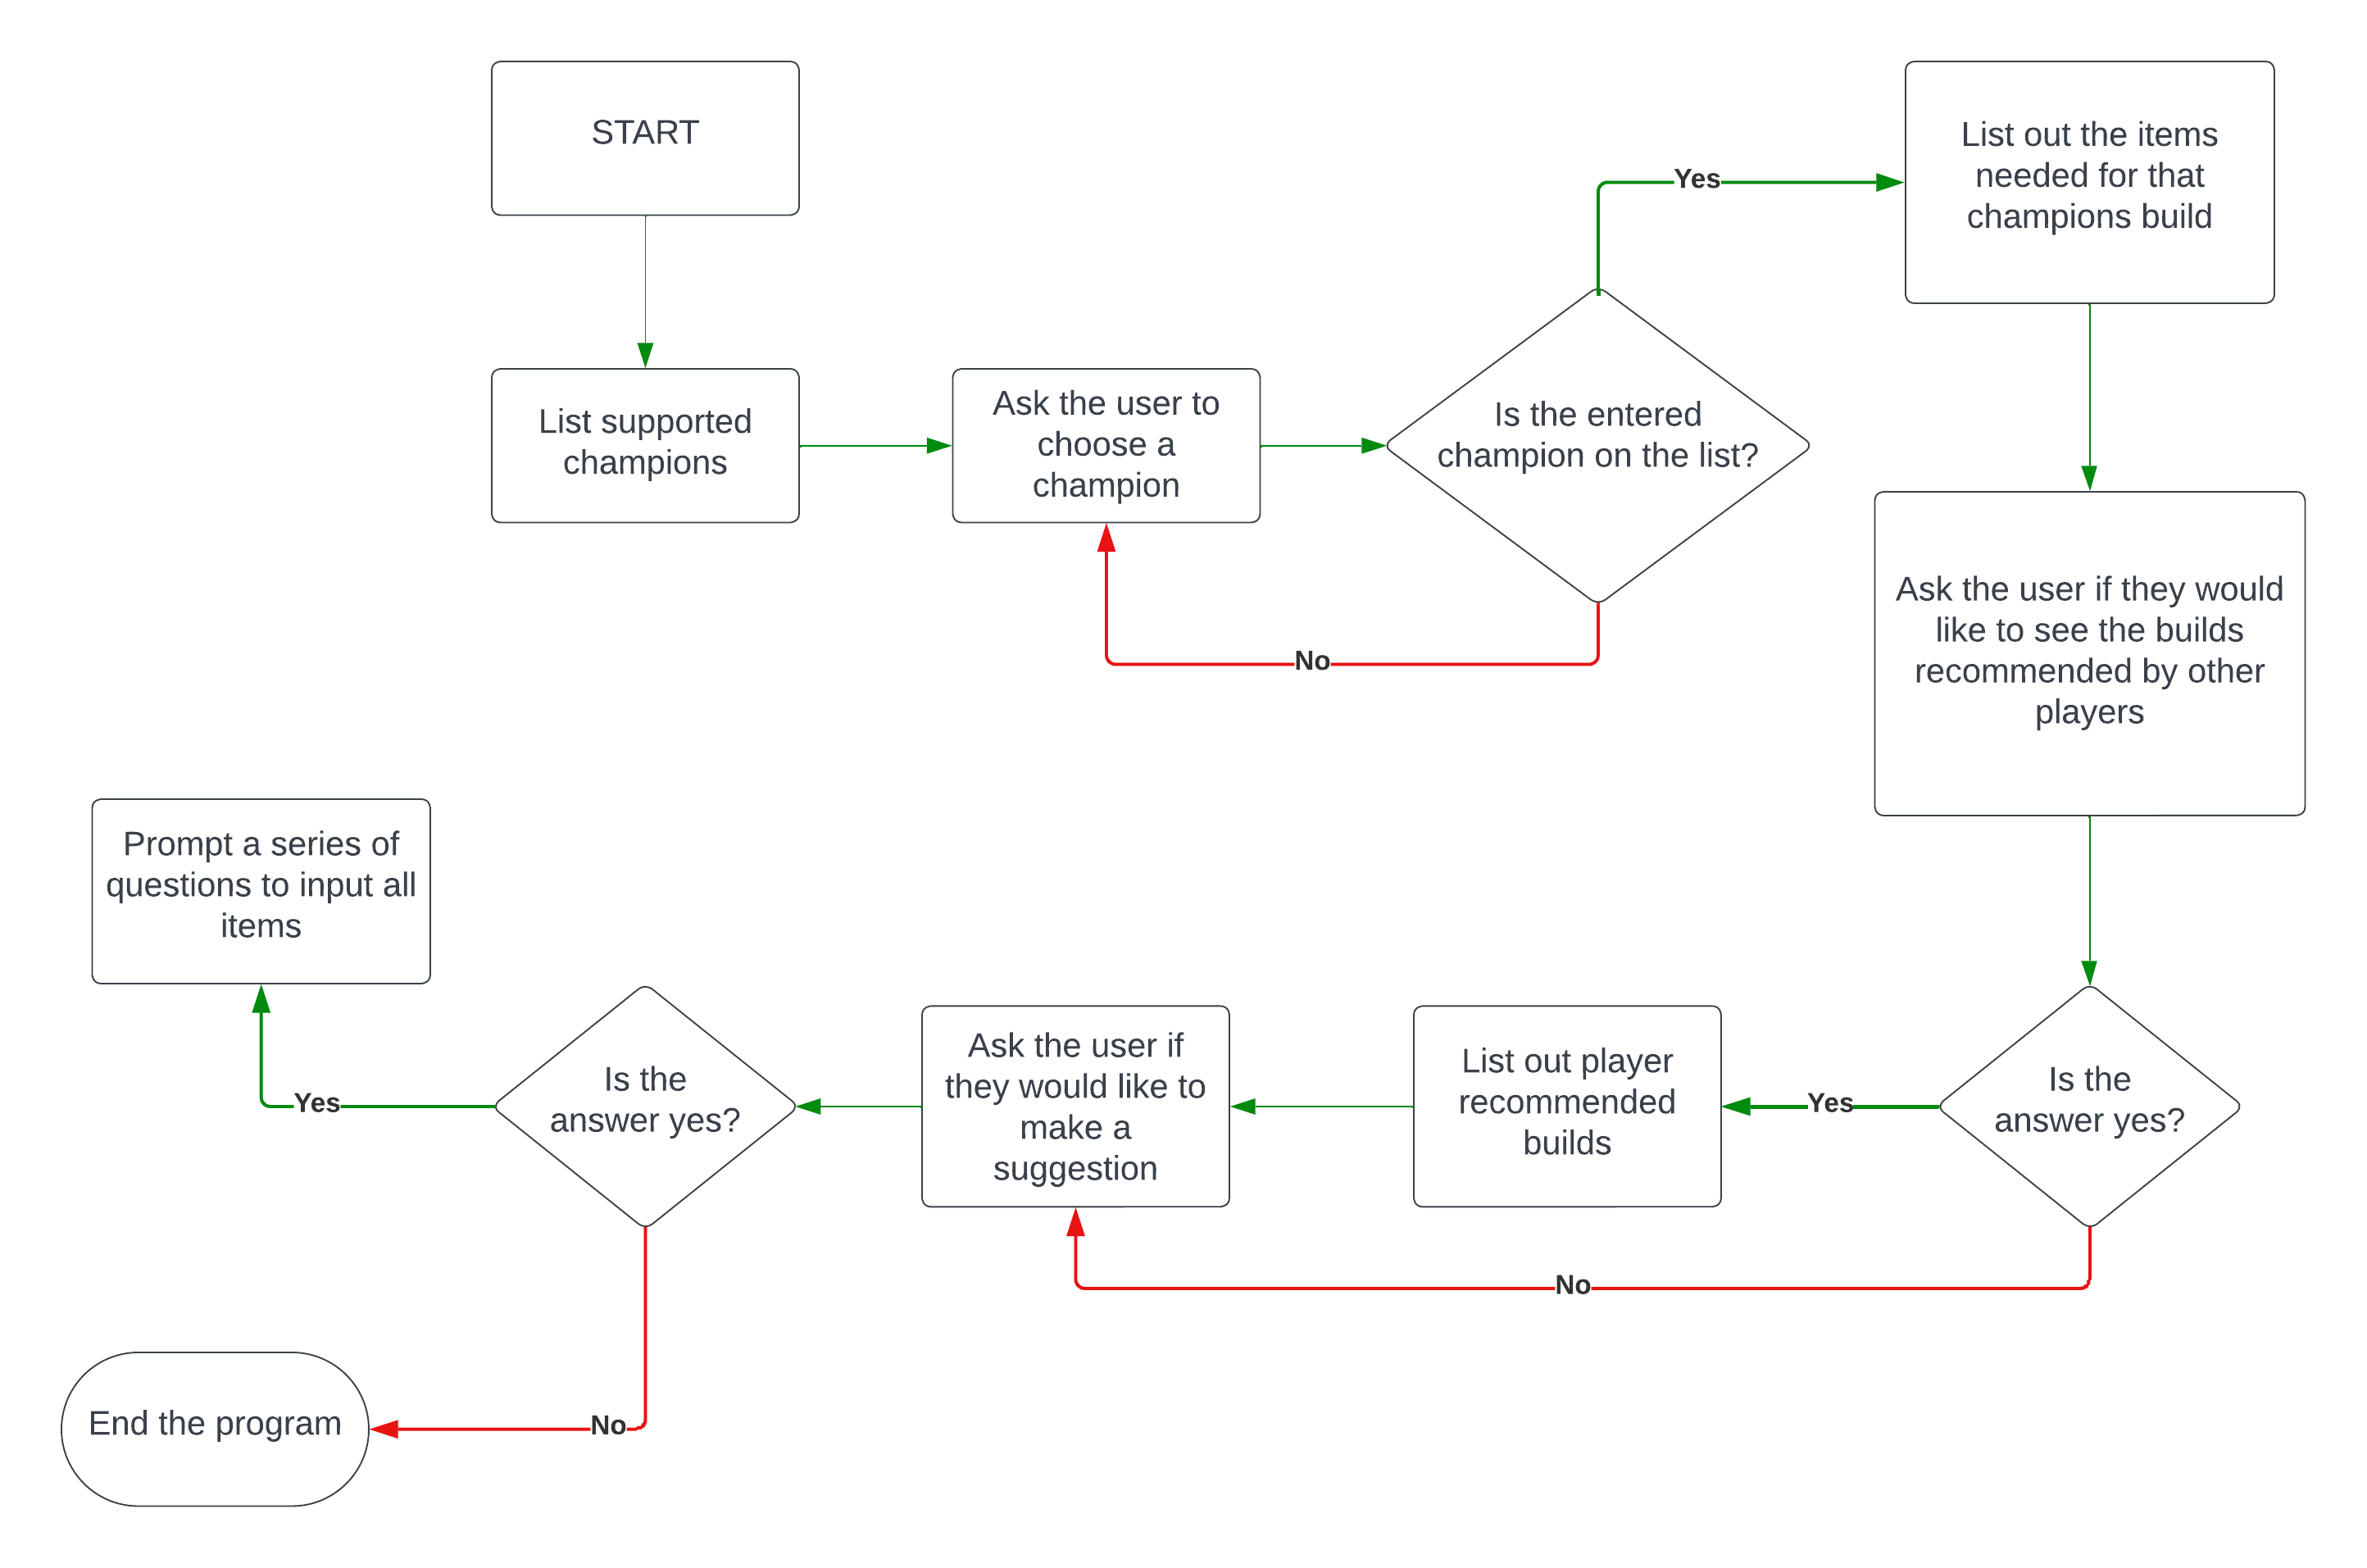 START
List supported
champions
Ask the user to
choose a
champion
Is the entered
champion on the list?
Yes
No
List out the items
needed for that
champions build
Ask the user if they would
like to see the builds
recommended by other
players
Is the
answer yes?
Yes
No
List out player
recommended
builds
Ask the user if
they would like to
make a
suggestion
Is the
answer yes?
Yes
No
Prompt a series of
questions to input all
items
End the program